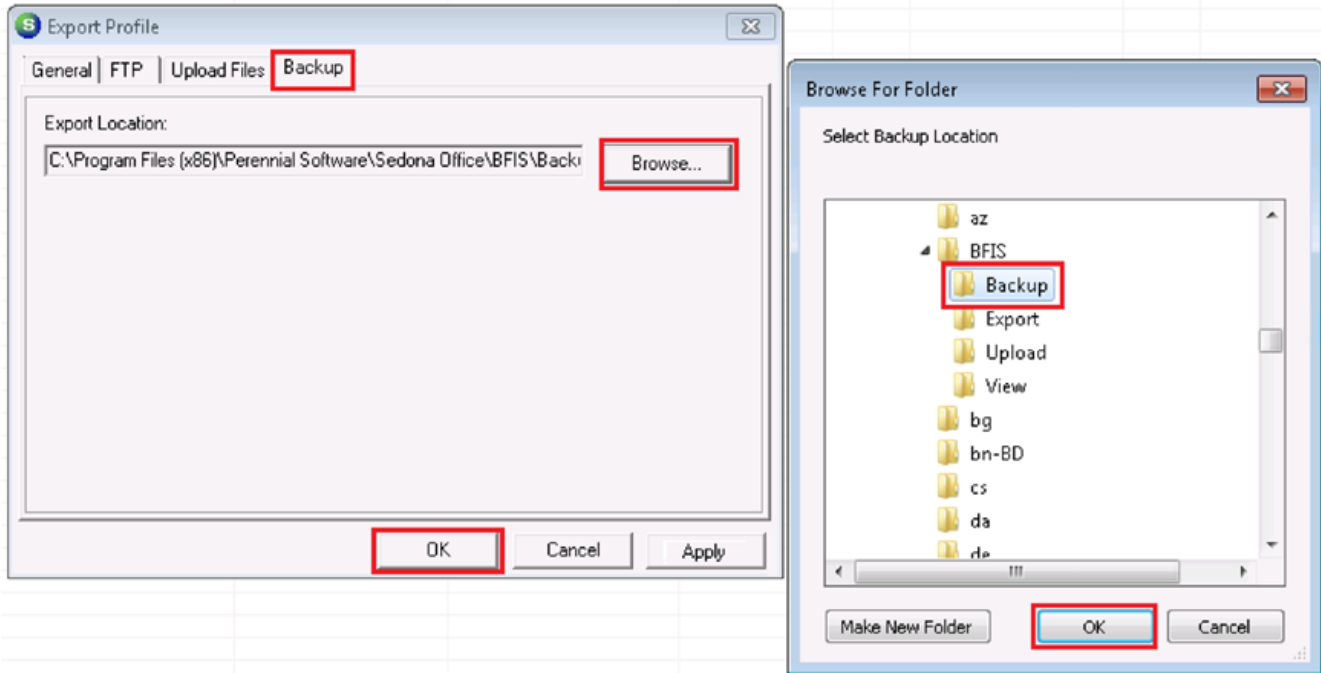 S Export Profile
General FTP Upload Files Backup
Export Location:
C:\Program Files (x86)\Perennial Software\Sedona Office\BFIS\Back
Browse...
OK Cancel Apply
Browse For Folder
Select Backup Location
az
BFIS
Backup
Export
Upload
View
bg
bn-BD
cs
da
de
Make New Folder OK Cancel